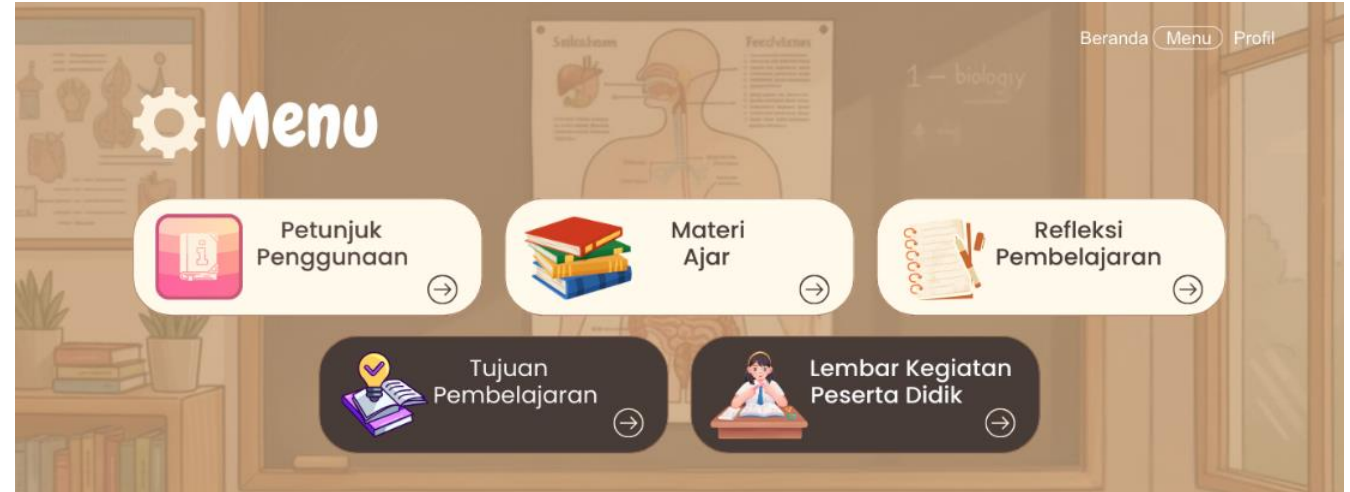 Beranda Menu Profil
Menu
Petunjuk
Penggunaan
Materi
Ajar
Refleksi
Pembelajaran
Tujuan
Pembelajaran
Lembar Kegiatan
Peserta Didik